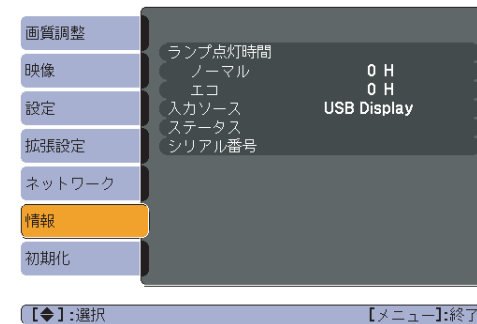 画質調整
映像
設定
拡張設定
ネットワーク
情報
初期化
ランプ点灯時間
ノーマル 0 H
エコ 0 H
入力ソース USB Display
ステータス
シリアル番号
【◆】:選択 【メニュー】:終了